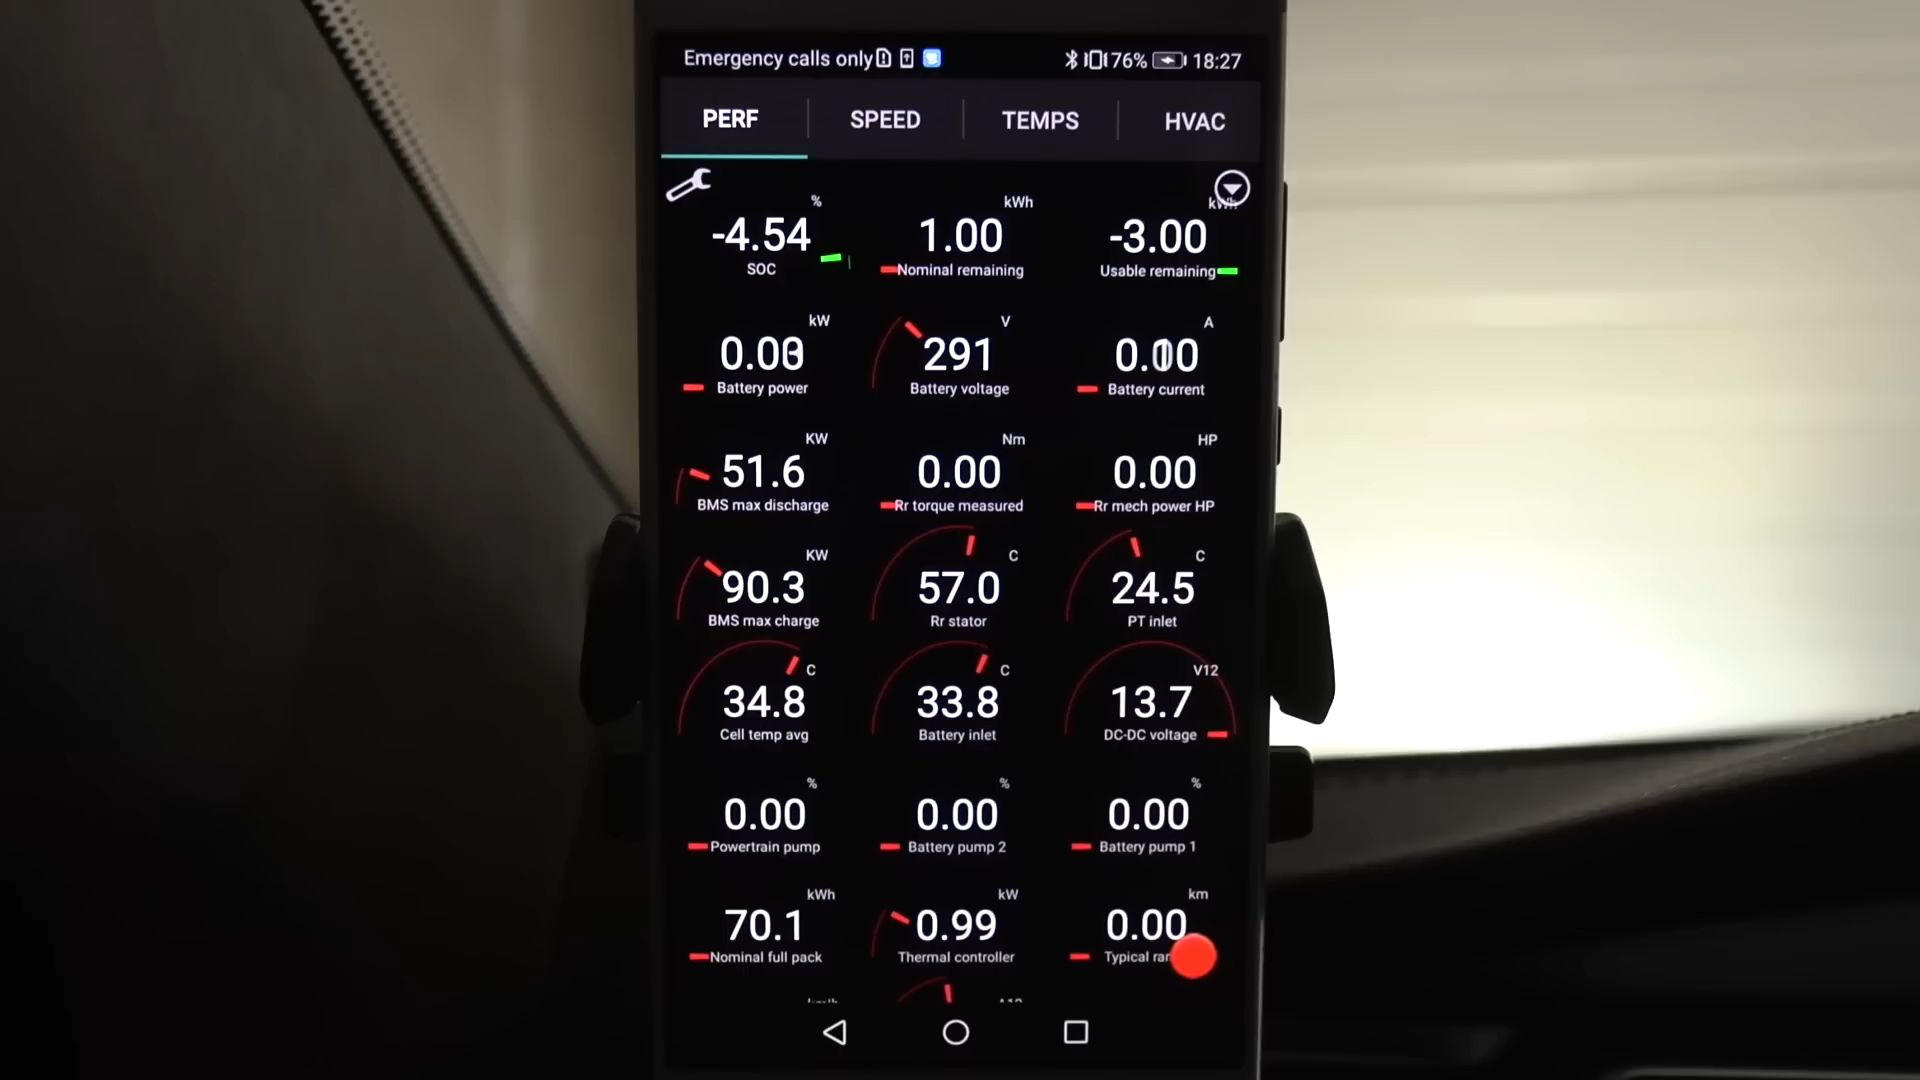 Emergency calls only 76% 18:27
PERF SPEED TEMPS HVAC
% kWh kWh
-4.54 1.00 -3.00
SOC Nominal remaining Usable remaining
kW V A
291
Battery power Battery voltage Battery current
KW Nm HP
51.6 0.00 0.00
BMS max discharge Rr torque measured Rr mech power HP
KW C C
90.3 57.0 24.5
BMS max charge Rr stator PT inlet
C C V12
34.8 33.8 13.7
Cell temp avg Battery inlet DC-DC voltage
% % %
0.00 0.00 0.00
Powertrain pump Battery pump 2 Battery pump 1
kWh kW km
70.1 0.99 0.00
Nominal full pack Thermal controller Typical